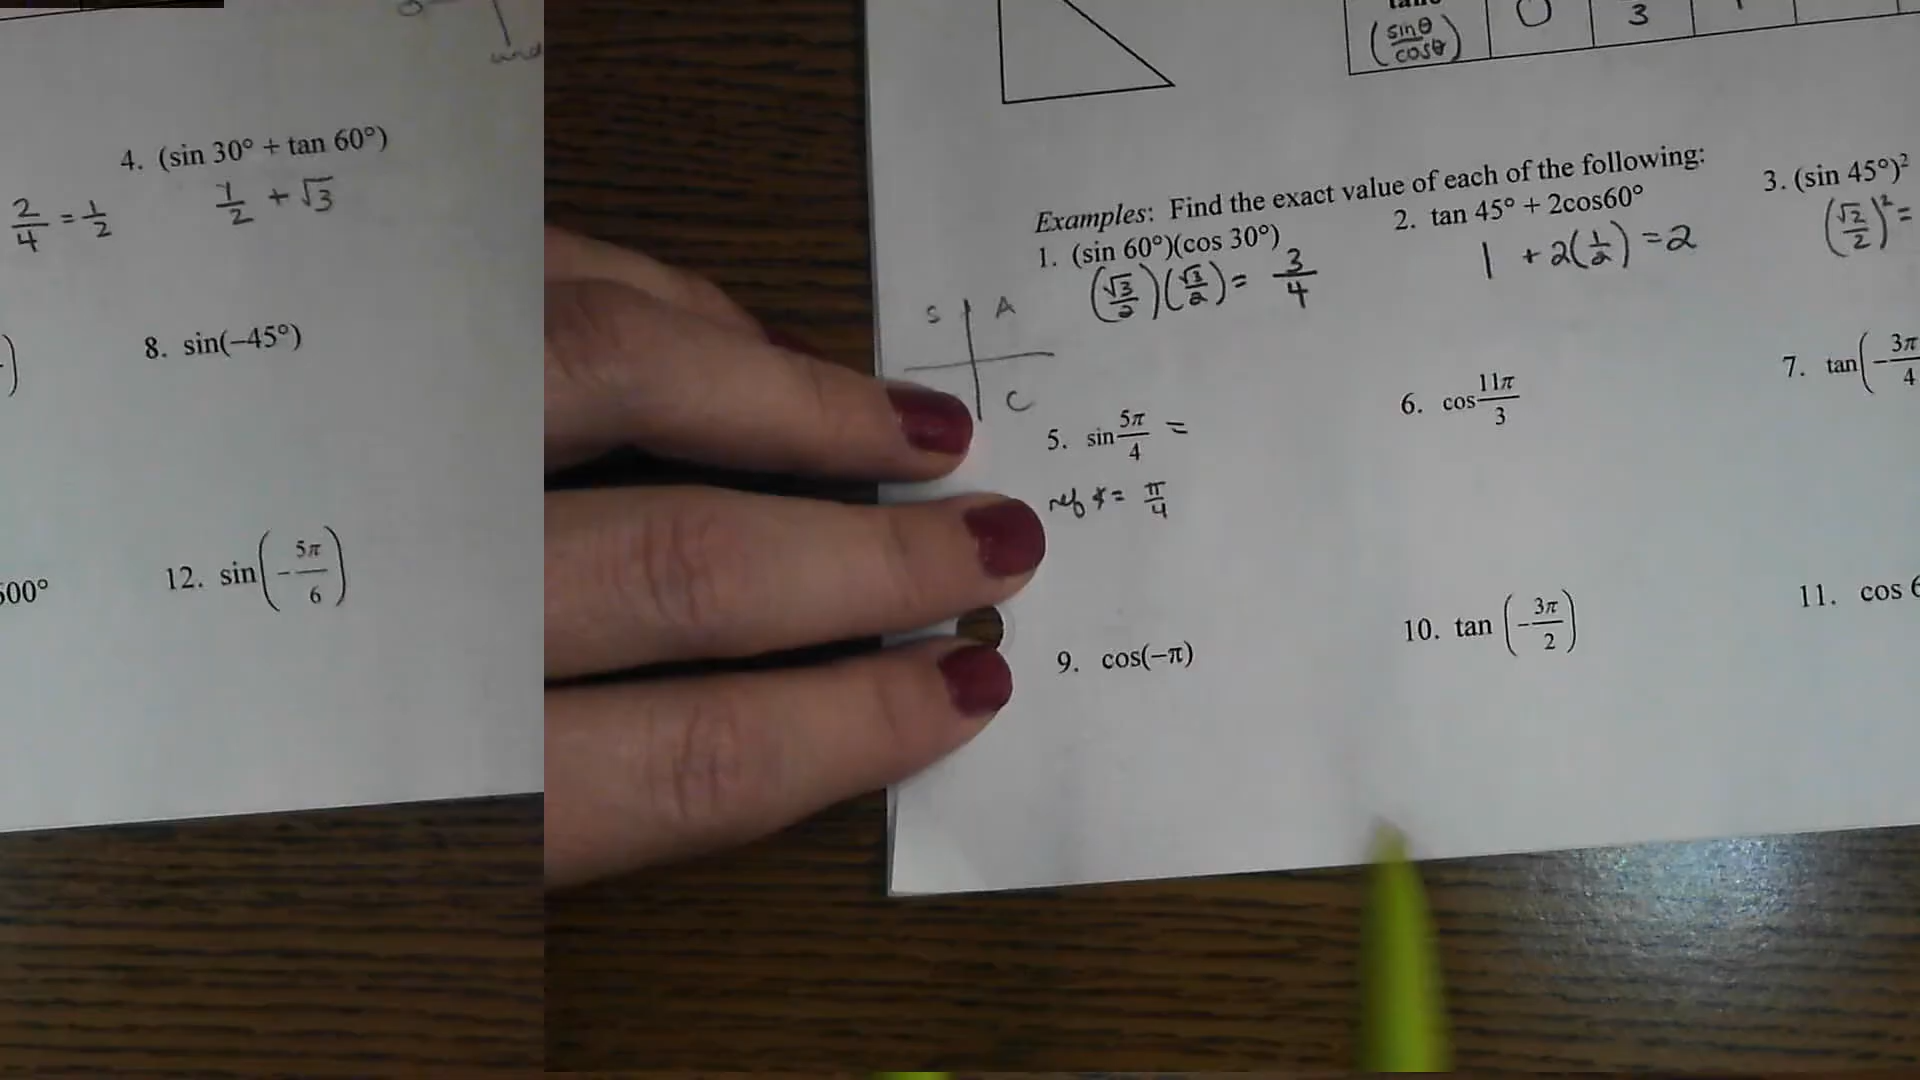 4. (sin 30° + tan 60°)
2/4 = 1/2
1/2 + √3
8. sin(−45°)
12. sin(−5π/6)
(sinθ/cosθ) 0 3
Examples: Find the exact value of each of the following:
1. (sin 60°)(cos 30°)
(√3/2)(√3/2) = 3/4
2. tan 45° + 2cos60°
1 + 2(1/2) = 2
3. (sin 45°)²
(√2/2)² =
S A
C
5. sin 5π/4 =
ref ∡ = π/4
6. cos 11π/3
7. tan(−3π/4
9. cos(−π)
10. tan (−3π/2)
11. cos